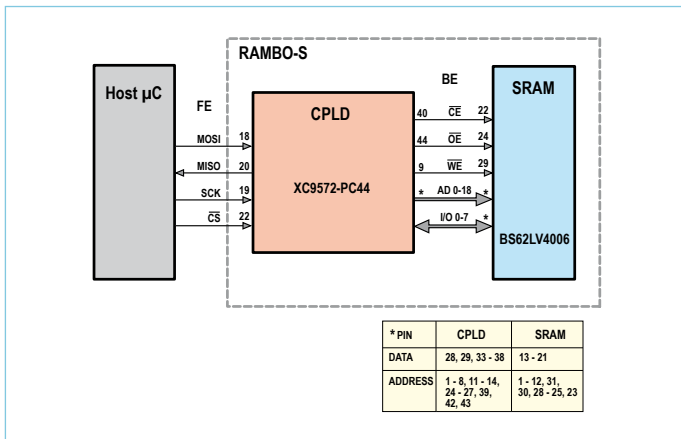 RAMBO-S
Host µC
FE
CPLD
BE
SRAM
MOSI 18
MISO 20
SCK 19
CS 22
XC9572-PC44
40 CE 22
44 OE 24
9 WE 29
* AD 0-18 *
I/O 0-7 *
BS62LV4006
* PIN CPLD SRAM
DATA 28, 29, 33 - 38 13 - 21
ADDRESS 1 - 8, 11 - 14, 1 - 12, 31,
24 - 27, 39, 30, 28 - 25, 23
42, 43